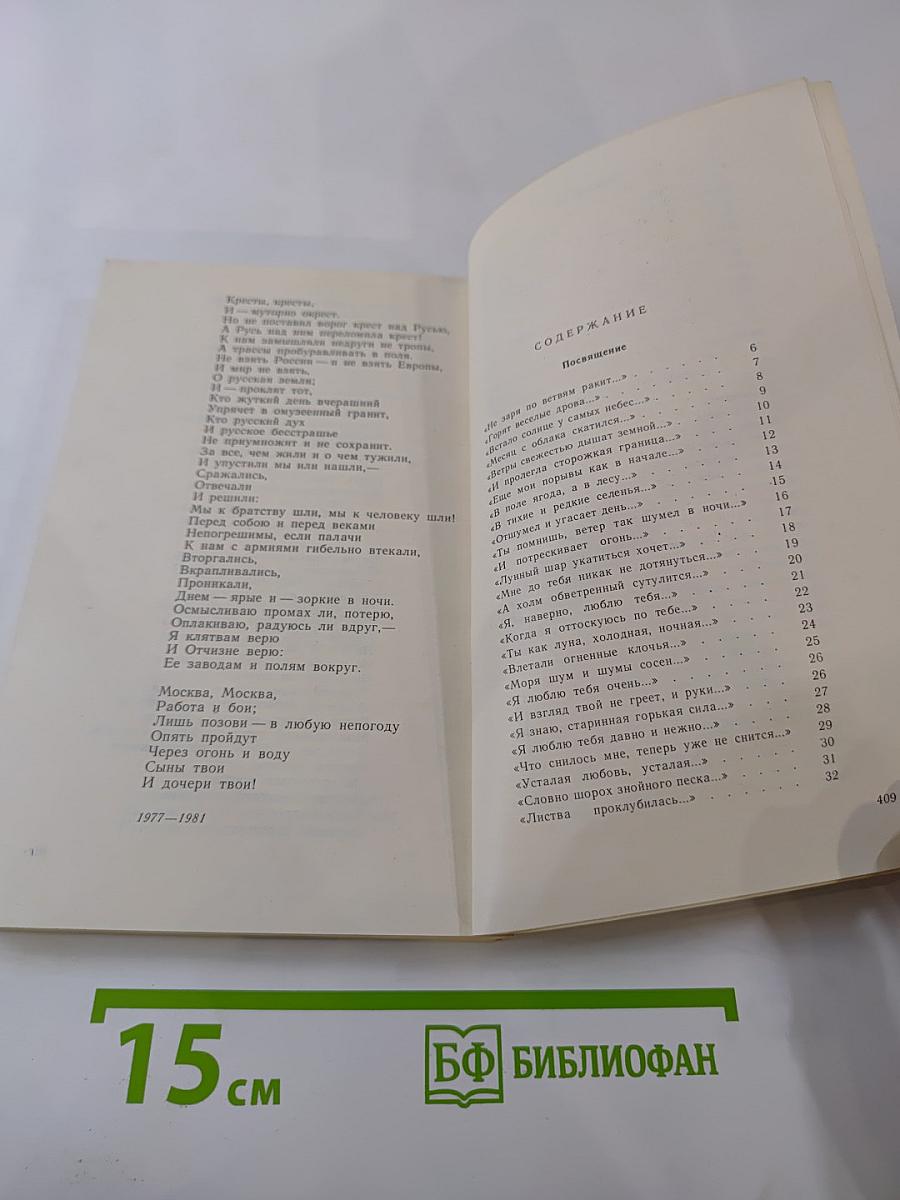 Кресты, кресты,
И — муторно окрест.
Но не поставил ворог крест над Русью,
А Русь над ним переломила крест!
К нам замышляли недруги не тропы,
А трассы пробуравливать в поля.
Не взять России — и не взять Европы,
И мир не взять,
О русская земля;
И — проклят тот,
Кто жуткий день вчерашний
Упрячет в омузеенный гранит,
Кто русский дух
И русское бесстрашье
Не приумножит и не сохранит.
За все, чем жили и о чем тужили,
И упустили мы или нашли,—
Сражались,
Отвечали
И решили:
Мы к братству шли, мы к человеку шли!
Перед собою и перед веками
Непогрешимы, если палачи
К нам с армиями гибельно втекали,
Вторгались,
Вкрапливались,
Проникали,
Днем — ярые и — зоркие в ночи.
Осмысливаю промах ли, потерю,
Оплакиваю, радуюсь ли вдруг,—
Я клятвам верю
И Отчизне верю:
Ее заводам и полям вокруг.
Москва, Москва,
Работа и бои;
Лишь позови — в любую непогоду
Опять пройдут
Через огонь и воду
Сыны твои
И дочери твои!
1977—1981
СОДЕРЖАНИЕ
Посвящение
«Не заря по ветвям ракит...» 6
«Горят веселые дрова...» 7
«Встало солнце у самых небес...» 8
«Месяц с облака скатился...» 9
«Ветры свежестью дышат земной...» 10
«И пролегла сторожкая граница...» 11
«Еще мои порывы как в начале...» 12
«В поле ягода, а в лесу...» 13
«В тихие и редкие селенья...» 14
«Отшумел и угасает день...» 15
«Ты помнишь, ветер так шумел в ночи...» 16
«И потрескивает огонь...» 17
«Лунный шар укатиться хочет...» 18
«Мне до тебя никак не дотянуться...» 19
«А холм обветренный сутулится...» 20
«Я, наверно, люблю тебя...» 21
«Когда я оттоскуюсь по тебе...» 22
«Ты как луна, холодная, ночная...» 23
«Влетали огненные клочья...» 24
«Моря шум и шумы сосен...» 25
«Я люблю тебя очень...» 26
«И взгляд твой не греет, и руки...» 26
«Я знаю, старинная горькая сила...» 27
«Я люблю тебя давно и нежно...» 28
«Что снилось мне, теперь уже не снится...» 29
«Усталая любовь, усталая...» 30
«Словно шорох знойного песка...» 31
«Листва проклубилась...» 32
409
15 см
БФ БИБЛИОФАН